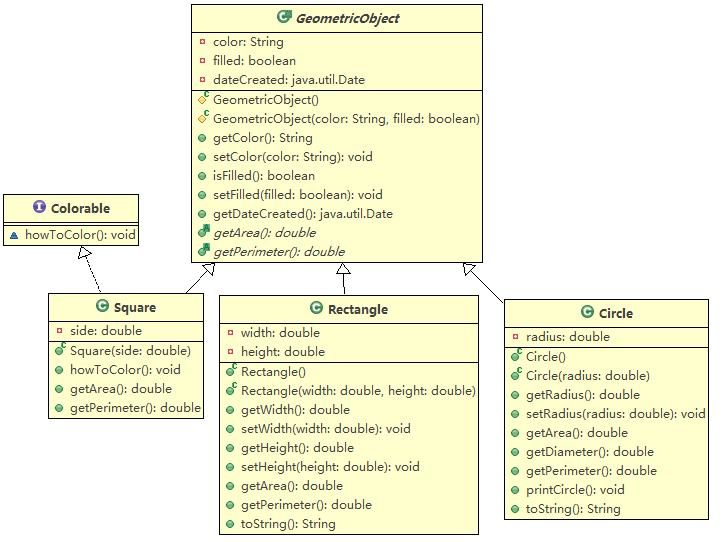 GeometricObject
color: String
filled: boolean
dateCreated: java.util.Date
GeometricObject()
GeometricObject(color: String, filled: boolean)
getColor(): String
setColor(color: String): void
isFilled(): boolean
setFilled(filled: boolean): void
getDateCreated(): java.util.Date
getArea(): double
getPerimeter(): double
Colorable
howToColor(): void
Square
side: double
Square(side: double)
howToColor(): void
getArea(): double
getPerimeter(): double
Rectangle
width: double
height: double
Rectangle()
Rectangle(width: double, height: double)
getWidth(): double
setWidth(width: double): void
getHeight(): double
setHeight(height: double): void
getArea(): double
getPerimeter(): double
toString(): String
Circle
radius: double
Circle()
Circle(radius: double)
getRadius(): double
setRadius(radius: double): void
getArea(): double
getDiameter(): double
getPerimeter(): double
printCircle(): void
toString(): String